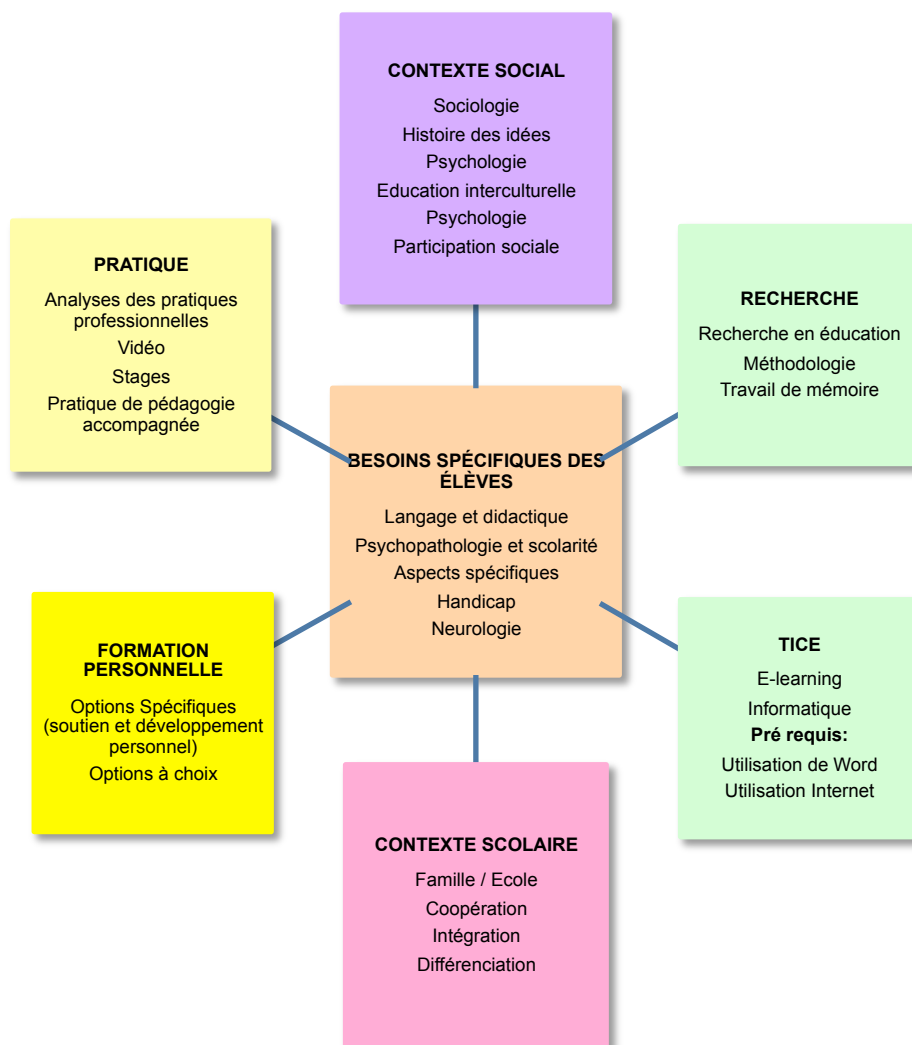 CONTEXTE SOCIAL
Sociologie
Histoire des idées
Psychologie
Education interculturelle
Psychologie
Participation sociale
PRATIQUE
Analyses des pratiques
professionnelles
Vidéo
Stages
Pratique de pédagogie
accompagnée
RECHERCHE
Recherche en éducation
Méthodologie
Travail de mémoire
BESOINS SPÉCIFIQUES DES
ÉLÈVES
Langage et didactique
Psychopathologie et scolarité
Aspects spécifiques
Handicap
Neurologie
FORMATION
PERSONNELLE
Options Spécifiques
(soutien et développement
personnel)
Options à choix
TICE
E-learning
Informatique
Pré requis:
Utilisation de Word
Utilisation Internet
CONTEXTE SCOLAIRE
Famille / Ecole
Coopération
Intégration
Différenciation